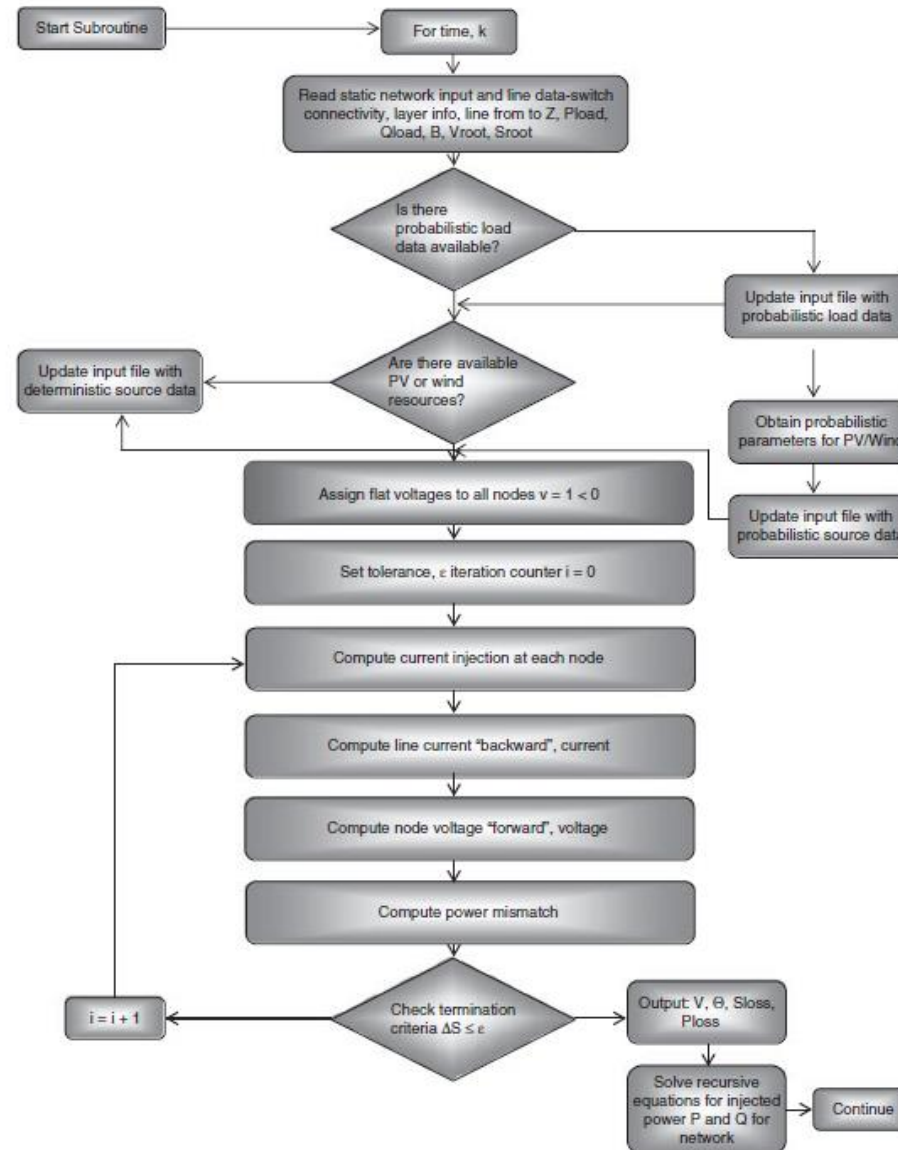 Start Subroutine
For time, k
Read static network input and line data-switch
connectivity, layer info, line from to Z, Pload,
Qload, B, Vroot, Sroot
Is there
probabilistic load
data available?
Update input file with
probabilistic load data
Are there available
PV or wind
resources?
Update input file with
deterministic source data
Obtain probabilistic
parameters for PV/Wind
Assign flat voltages to all nodes v = 1 < 0
Update input file with
probabilistic source data
Set tolerance, ε iteration counter i = 0
Compute current injection at each node
Compute line current “backward”, current
Compute node voltage “forward”, voltage
Compute power mismatch
Check termination
criteria ΔS ≤ ε
i = i + 1
Output: V, Θ, Sloss,
Ploss
Solve recursive
equations for injected
power P and Q for
network
Continue